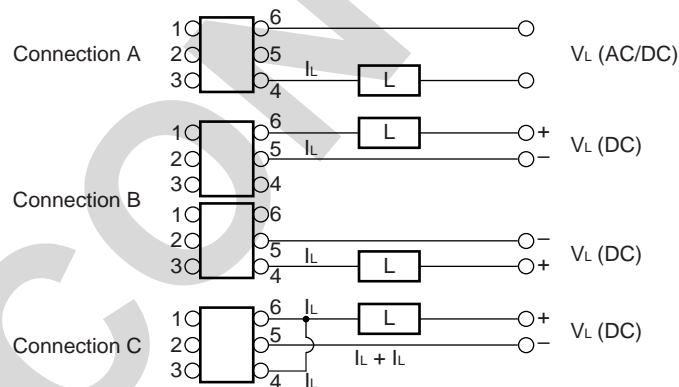 Connection A
1 6
2 5
3 4
IL L
VL (AC/DC)
Connection B
1 6
2 5
3 4
IL L
+
−
VL (DC)
1 6
2 5
3 4
IL L
−
+
VL (DC)
Connection C
1 6
2 5
3 4
IL L
IL + IL
IL
+
−
VL (DC)
CON